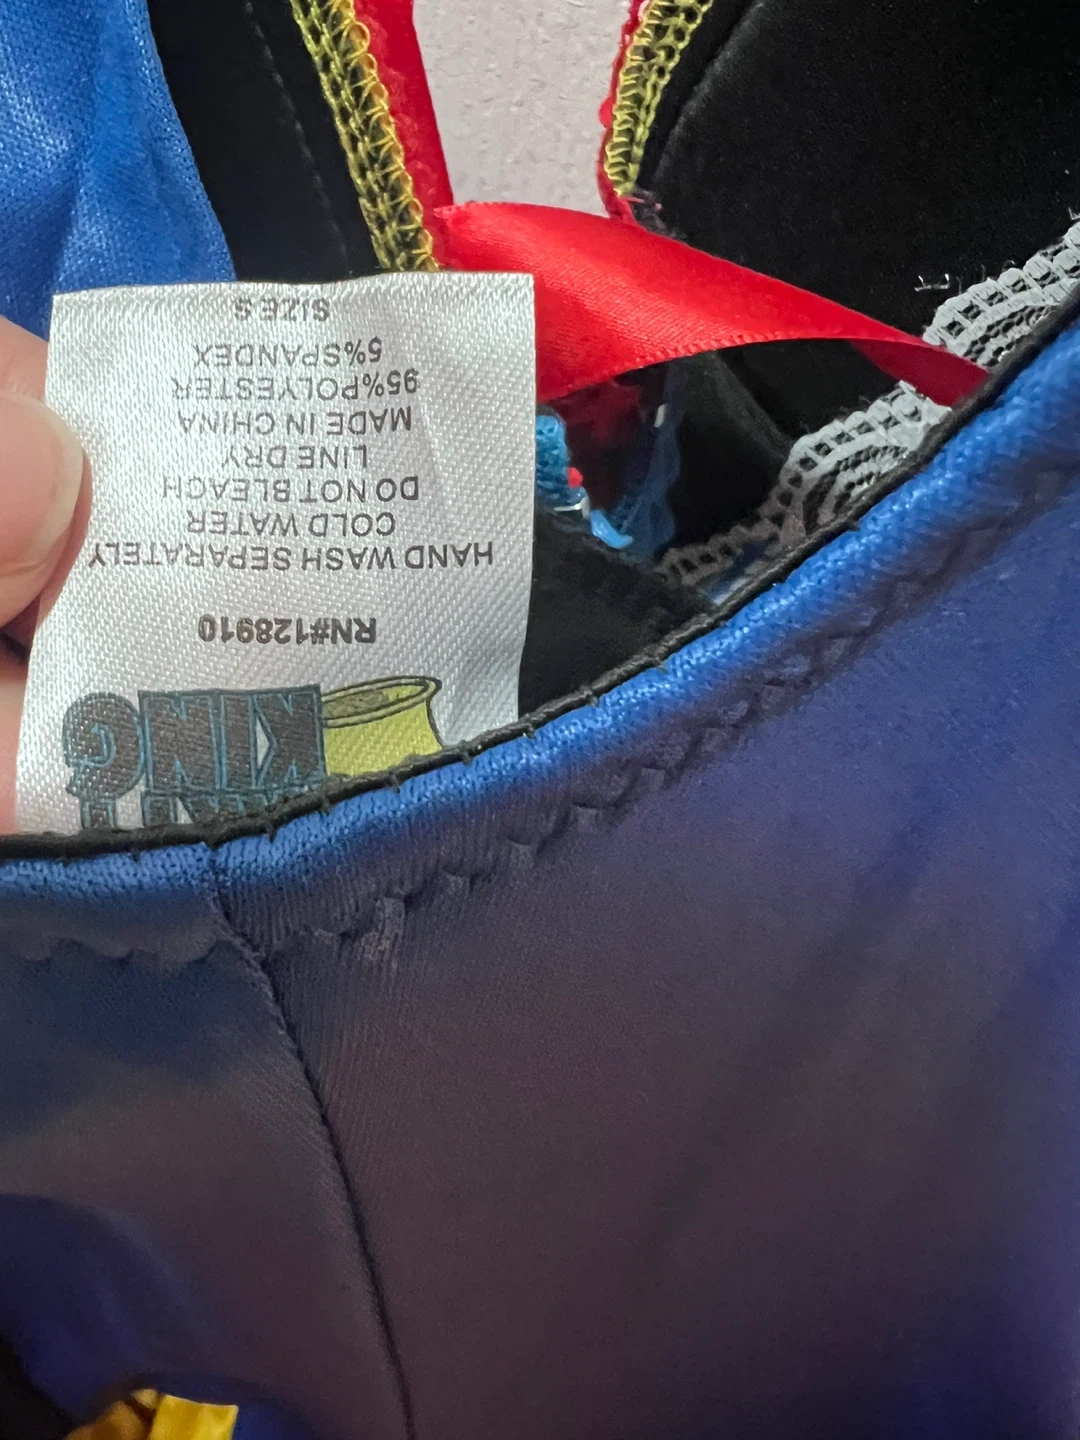 KING
RN#128910
HAND WASH SEPARATELY
COLD WATER
DO NOT BLEACH
LINE DRY
MADE IN CHINA
95%POLYESTER
5%SPANDEX
SIZE S